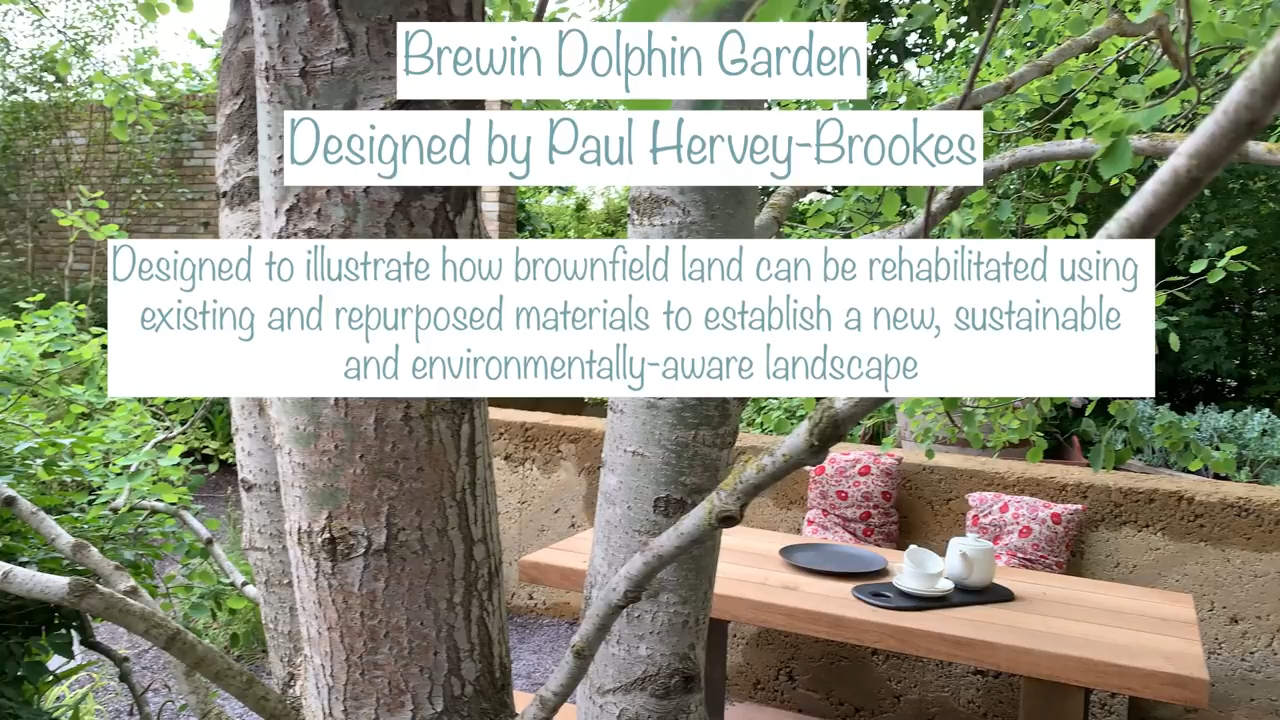 Brewin Dolphin Garden
Designed by Paul Hervey-Brookes
Designed to illustrate how brownfield land can be rehabilitated using
existing and repurposed materials to establish a new, sustainable
and environmentally-aware landscape